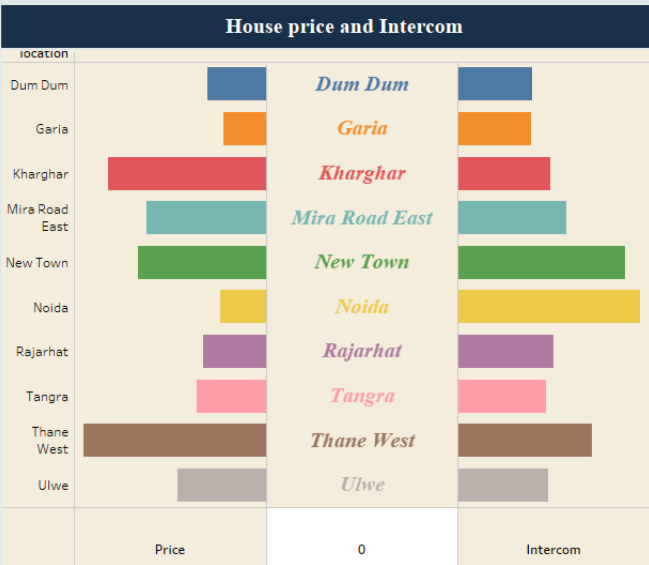 House price and Intercom
location
Dum Dum Dum Dum
Garia Garia
Kharghar Kharghar
Mira Road
East Mira Road East
New Town New Town
Noida Noida
Rajarhat Rajarhat
Tangra Tangra
Thane
West Thane West
Ulwe Ulwe
Price 0 Intercom